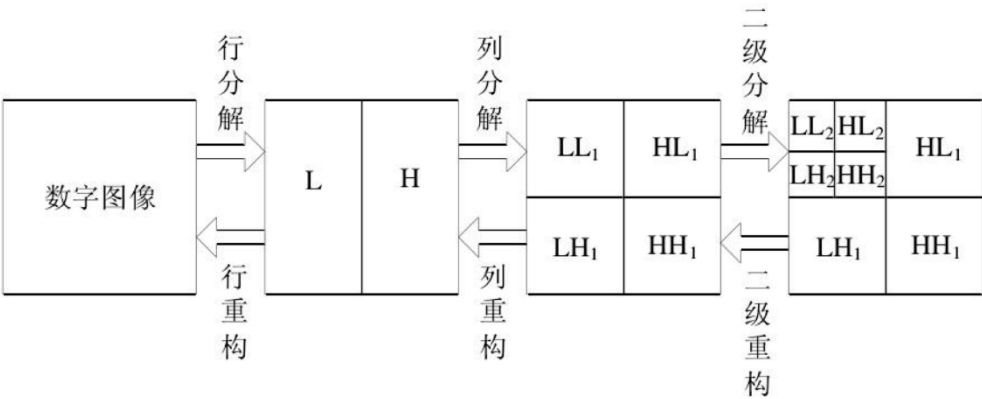 行分解
列分解
二级分解
数字图像
L
H
LL₁
HL₁
LH₁
HH₁
LL₂
HL₂
LH₂
HH₂
HL₁
LH₁
HH₁
行重构
列重构
二级重构